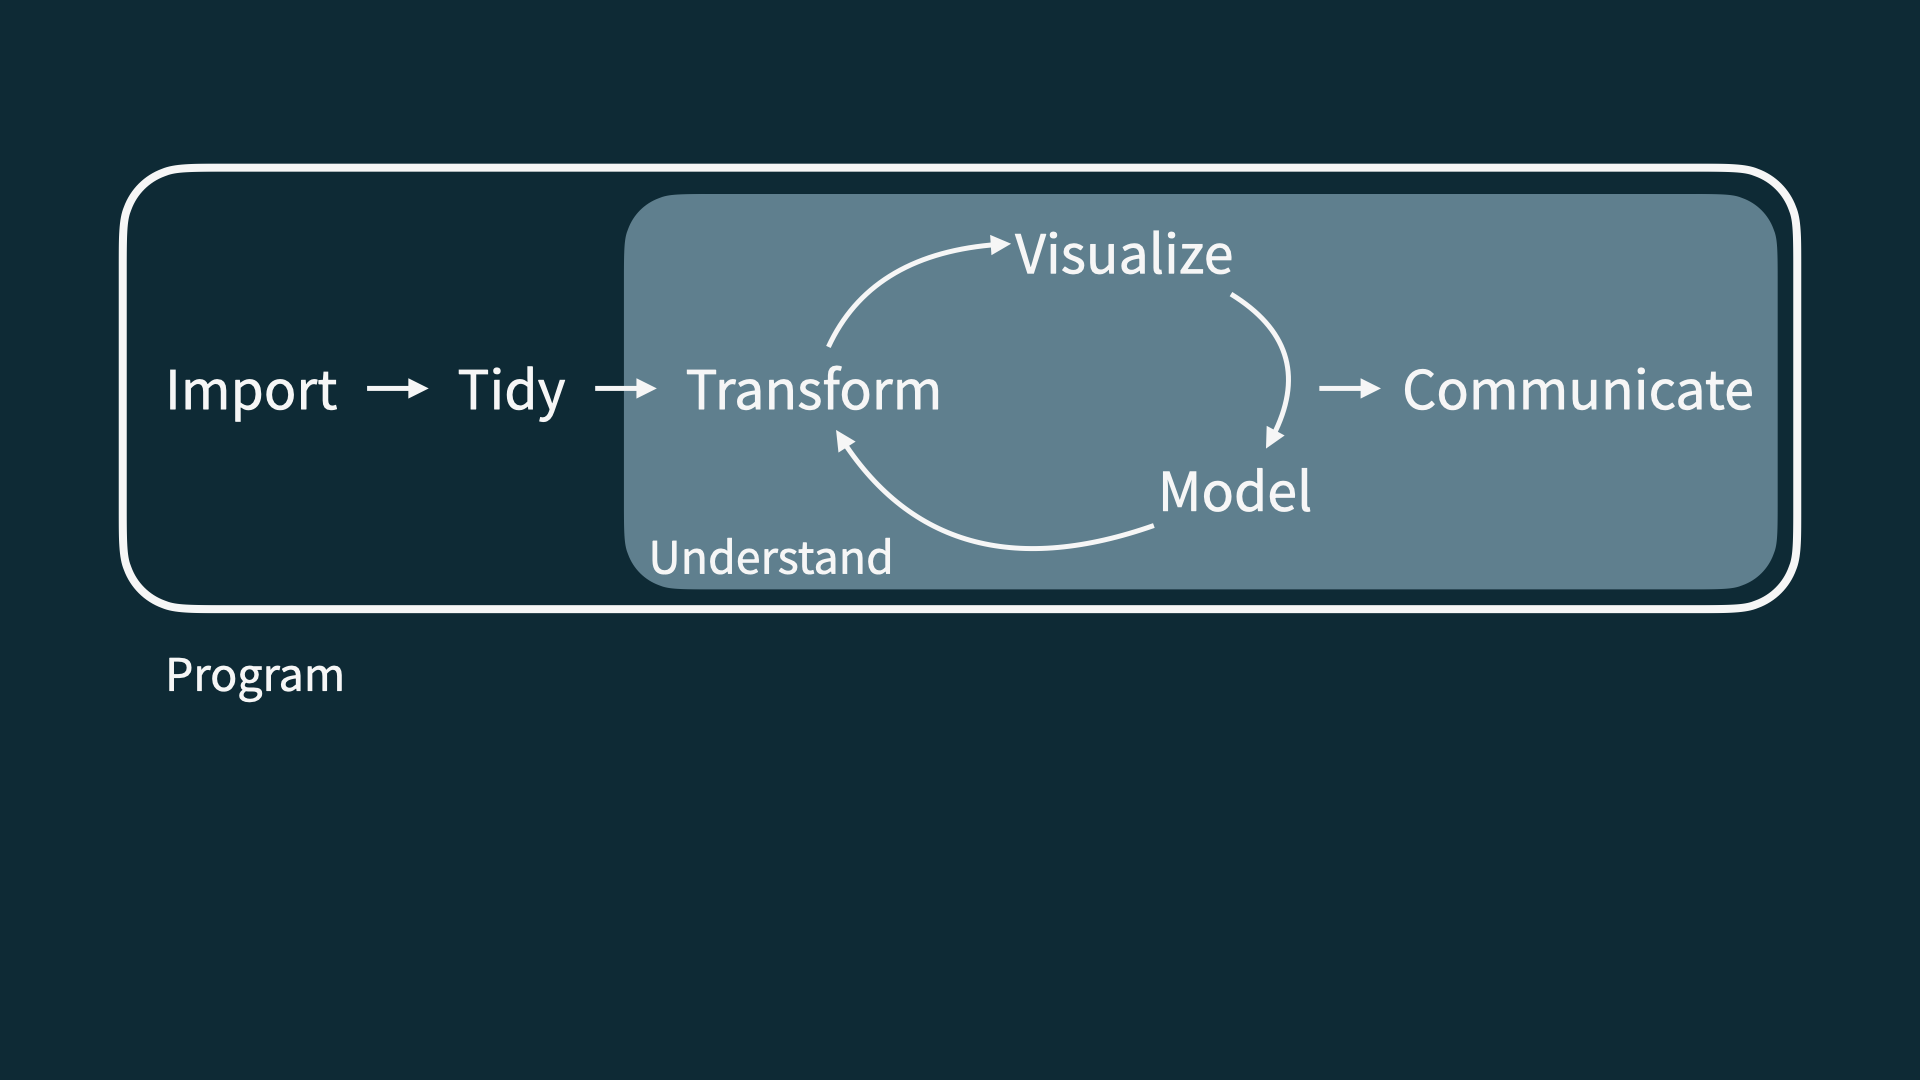 Visualize
Import
Tidy
Transform
Communicate
Model
Understand
Program